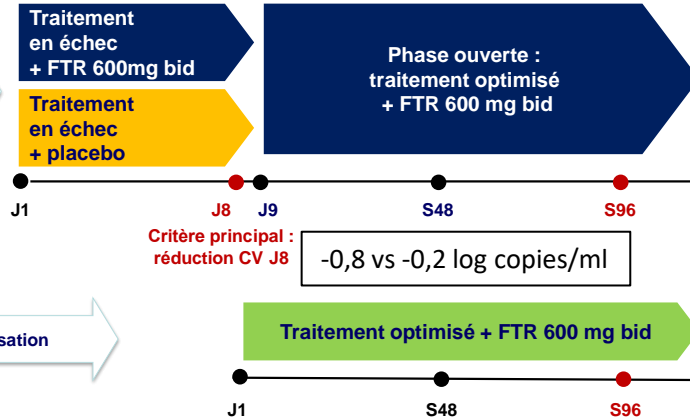 Traitement
en échec
+ FTR 600mg bid
Phase ouverte :
traitement optimisé
+ FTR 600 mg bid
Traitement
en échec
+ placebo
J1
J8
J9
S48
S96
Critère principal :
réduction CV J8
-0,8 vs -0,2 log copies/ml
sation
Traitement optimisé + FTR 600 mg bid
J1
S48
S96